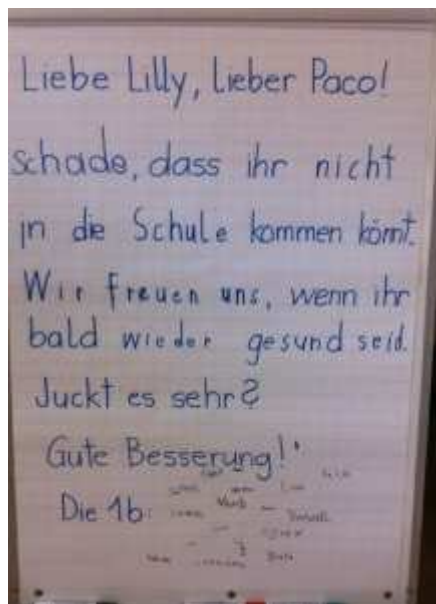 Liebe Lilly, lieber Paco!
schade, dass ihr nicht
in die Schule kommen könnt.
Wir freuen uns, wenn ihr
bald wieder gesund seid.
Juckt es sehr?
Gute Besserung!
Die 1b: